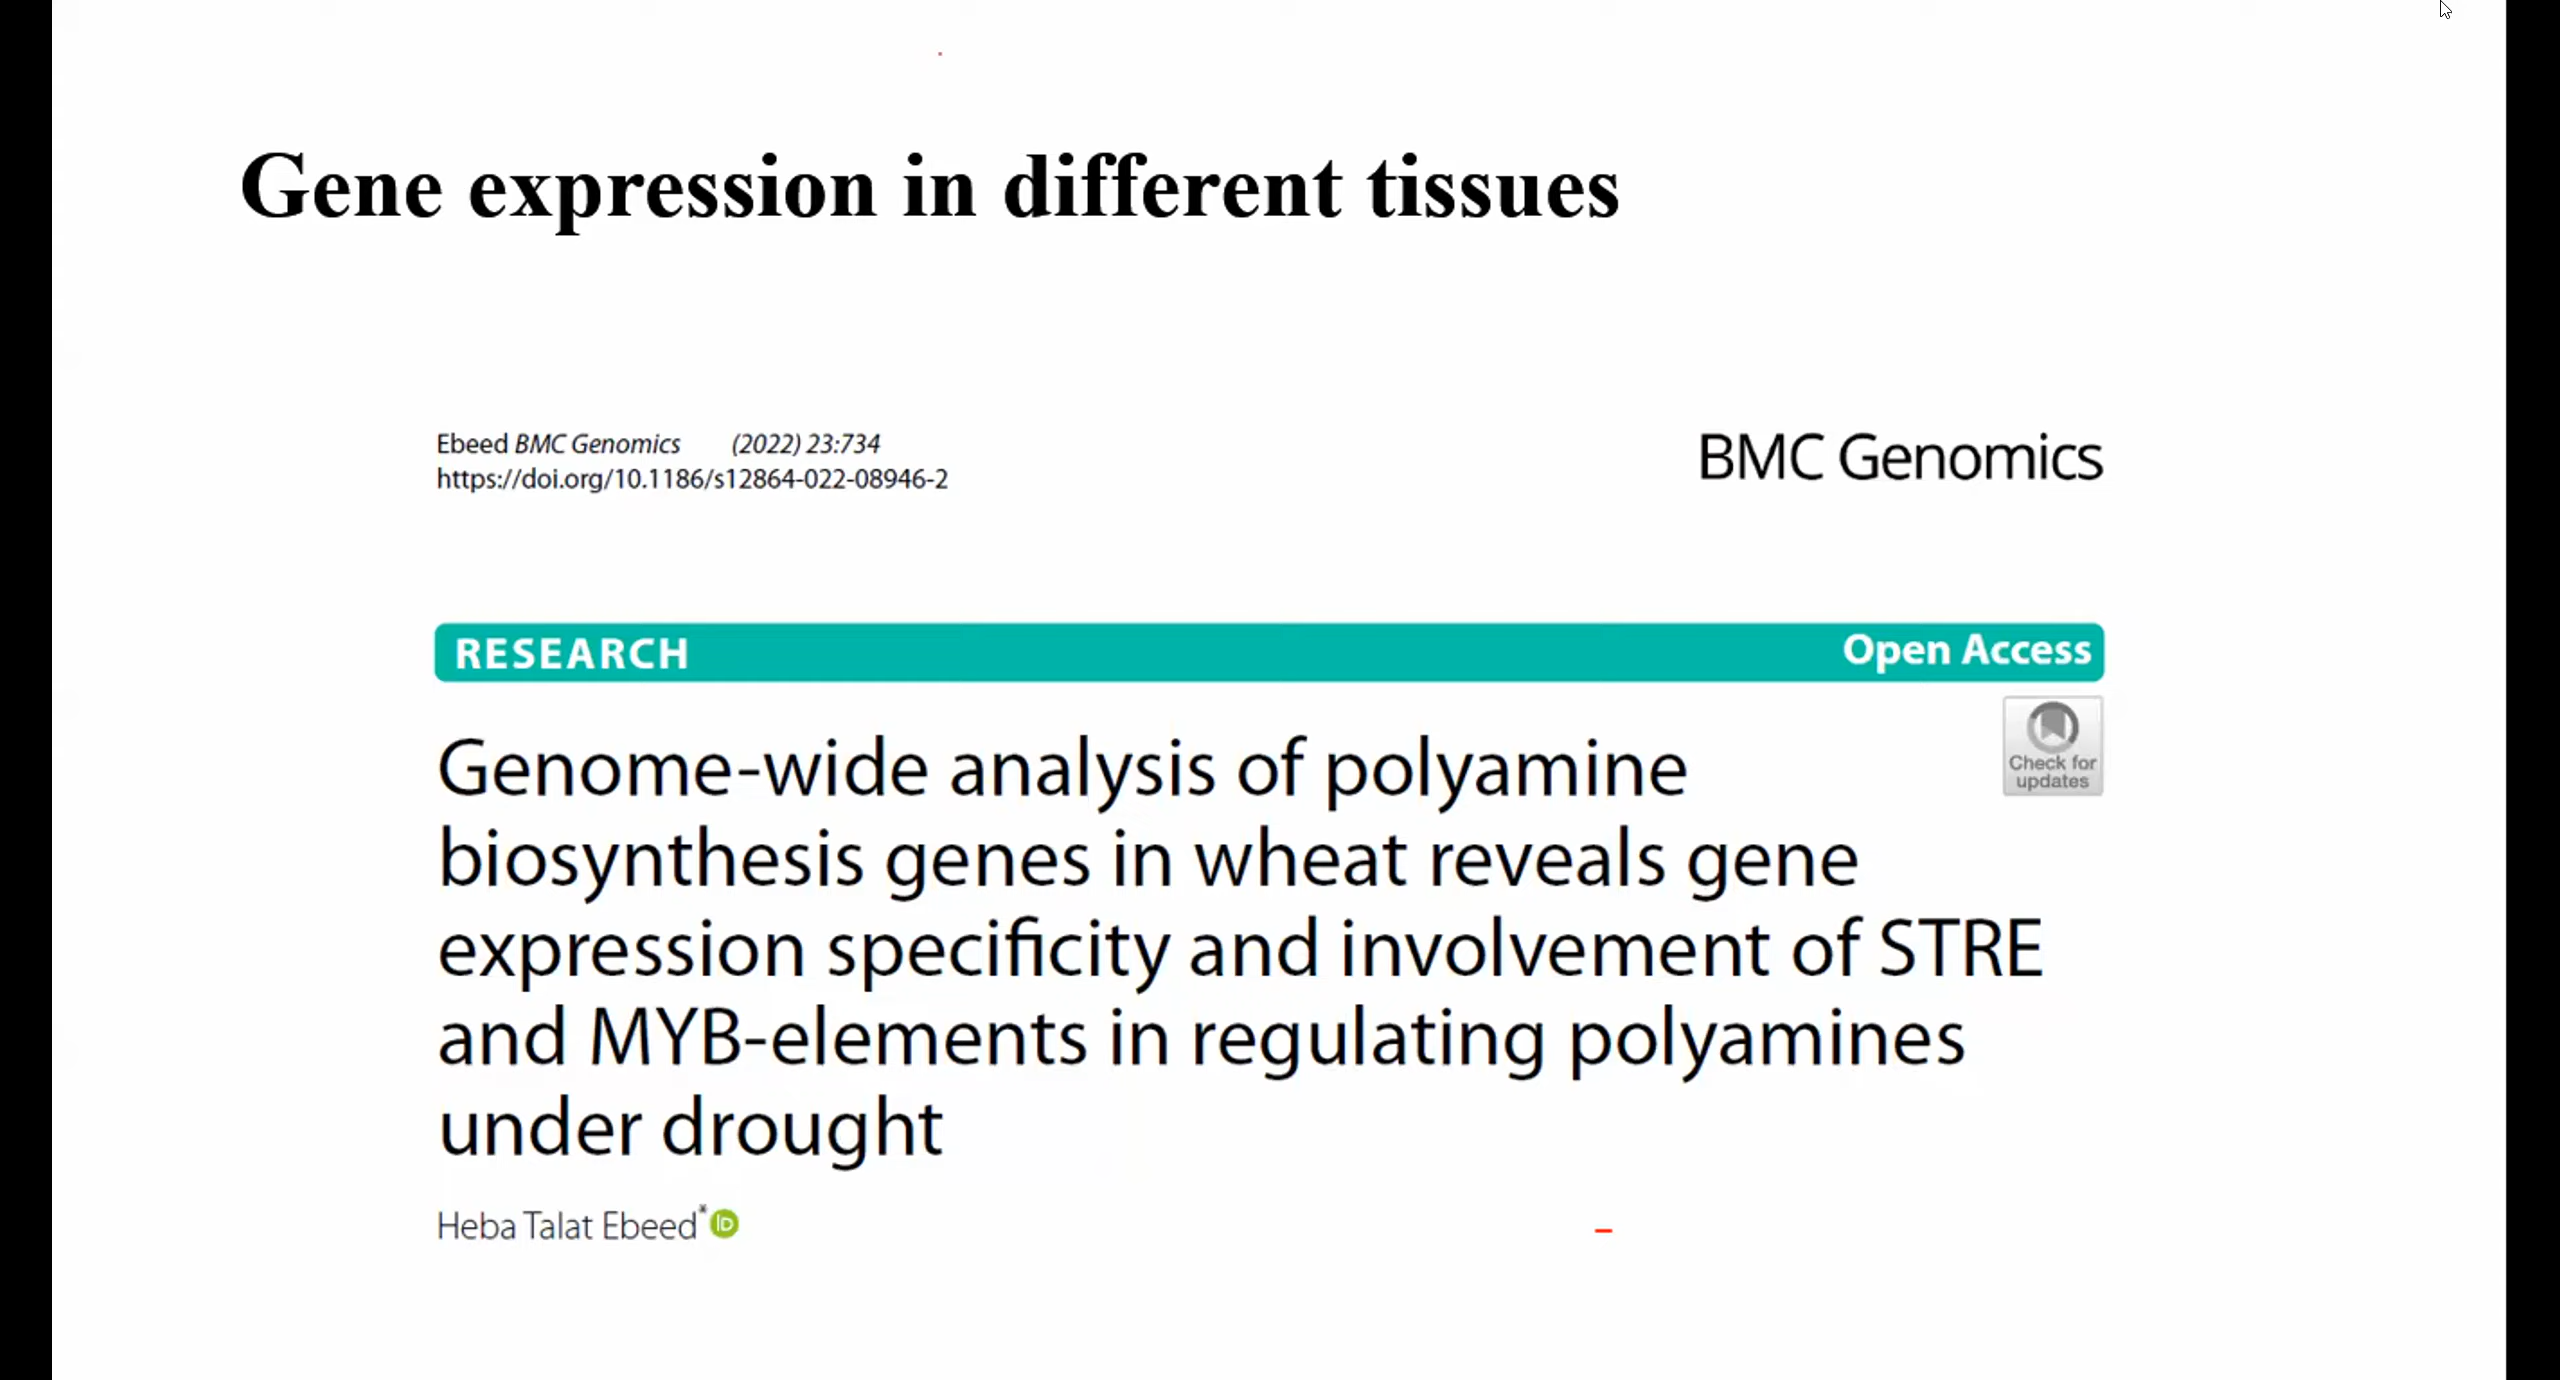 Gene expression in different tissues
Ebeed BMC Genomics (2022) 23:734
https://doi.org/10.1186/s12864-022-08946-2
BMC Genomics
RESEARCH
Open Access
Check for
updates
Genome-wide analysis of polyamine
biosynthesis genes in wheat reveals gene
expression specificity and involvement of STRE
and MYB-elements in regulating polyamines
under drought
Heba Talat Ebeed* iD